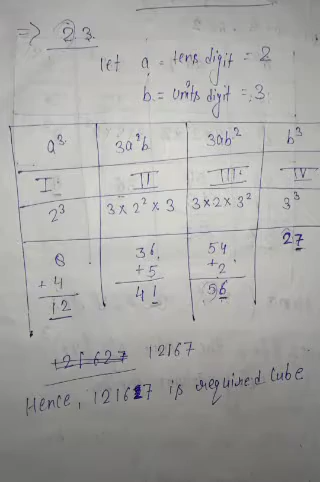 => 23.
let a = tens digit = 2
b = units digit = 3.
a³ 3a²b 3ab² b³
I II III IV
2³ 3×2²×3 3×2×3² 3³
8 36 54 27
+4 +5 +2
12 41 56
12167
Hence, 12167 is required cube